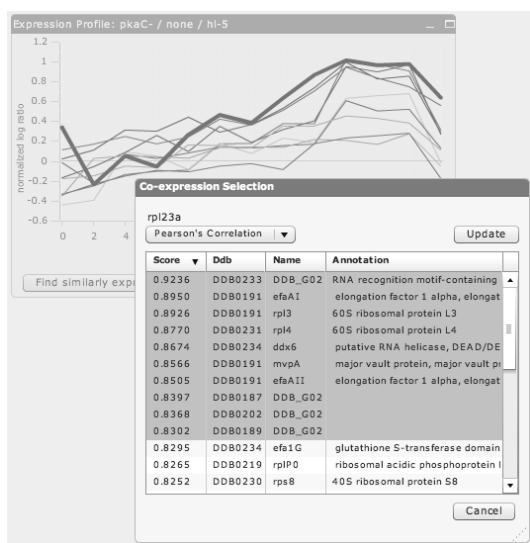 Expression Profile: pkaC- / none / hl-5
1.2
1
0.8
0.6
0.4
0.2
0
-0.2
-0.4
-0.6
normalized log ratio
0 2 4
Find similarly expr
Co-expression Selection
rpl23a
Pearson's Correlation ▼ Update
Score ▼ Ddb Name Annotation
0.9236 DDB0233 DDB_G02 RNA recognition motif-containing
0.8950 DDB0191 efaAI elongation factor 1 alpha, elongat
0.8926 DDB0191 rpl3 60S ribosomal protein L3
0.8770 DDB0231 rpl4 60S ribosomal protein L4
0.8674 DDB0234 ddx6 putative RNA helicase, DEAD/DE
0.8566 DDB0191 mvpA major vault protein, major vault pr
0.8505 DDB0191 efaAII elongation factor 1 alpha, elongat
0.8397 DDB0187 DDB_G02
0.8368 DDB0202 DDB_G02
0.8302 DDB0189 DDB_G02
0.8295 DDB0234 efa1G glutathione S-transferase domain
0.8265 DDB0219 rplP0 ribosomal acidic phosphoprotein
0.8252 DDB0230 rps8 40S ribosomal protein S8
Cancel